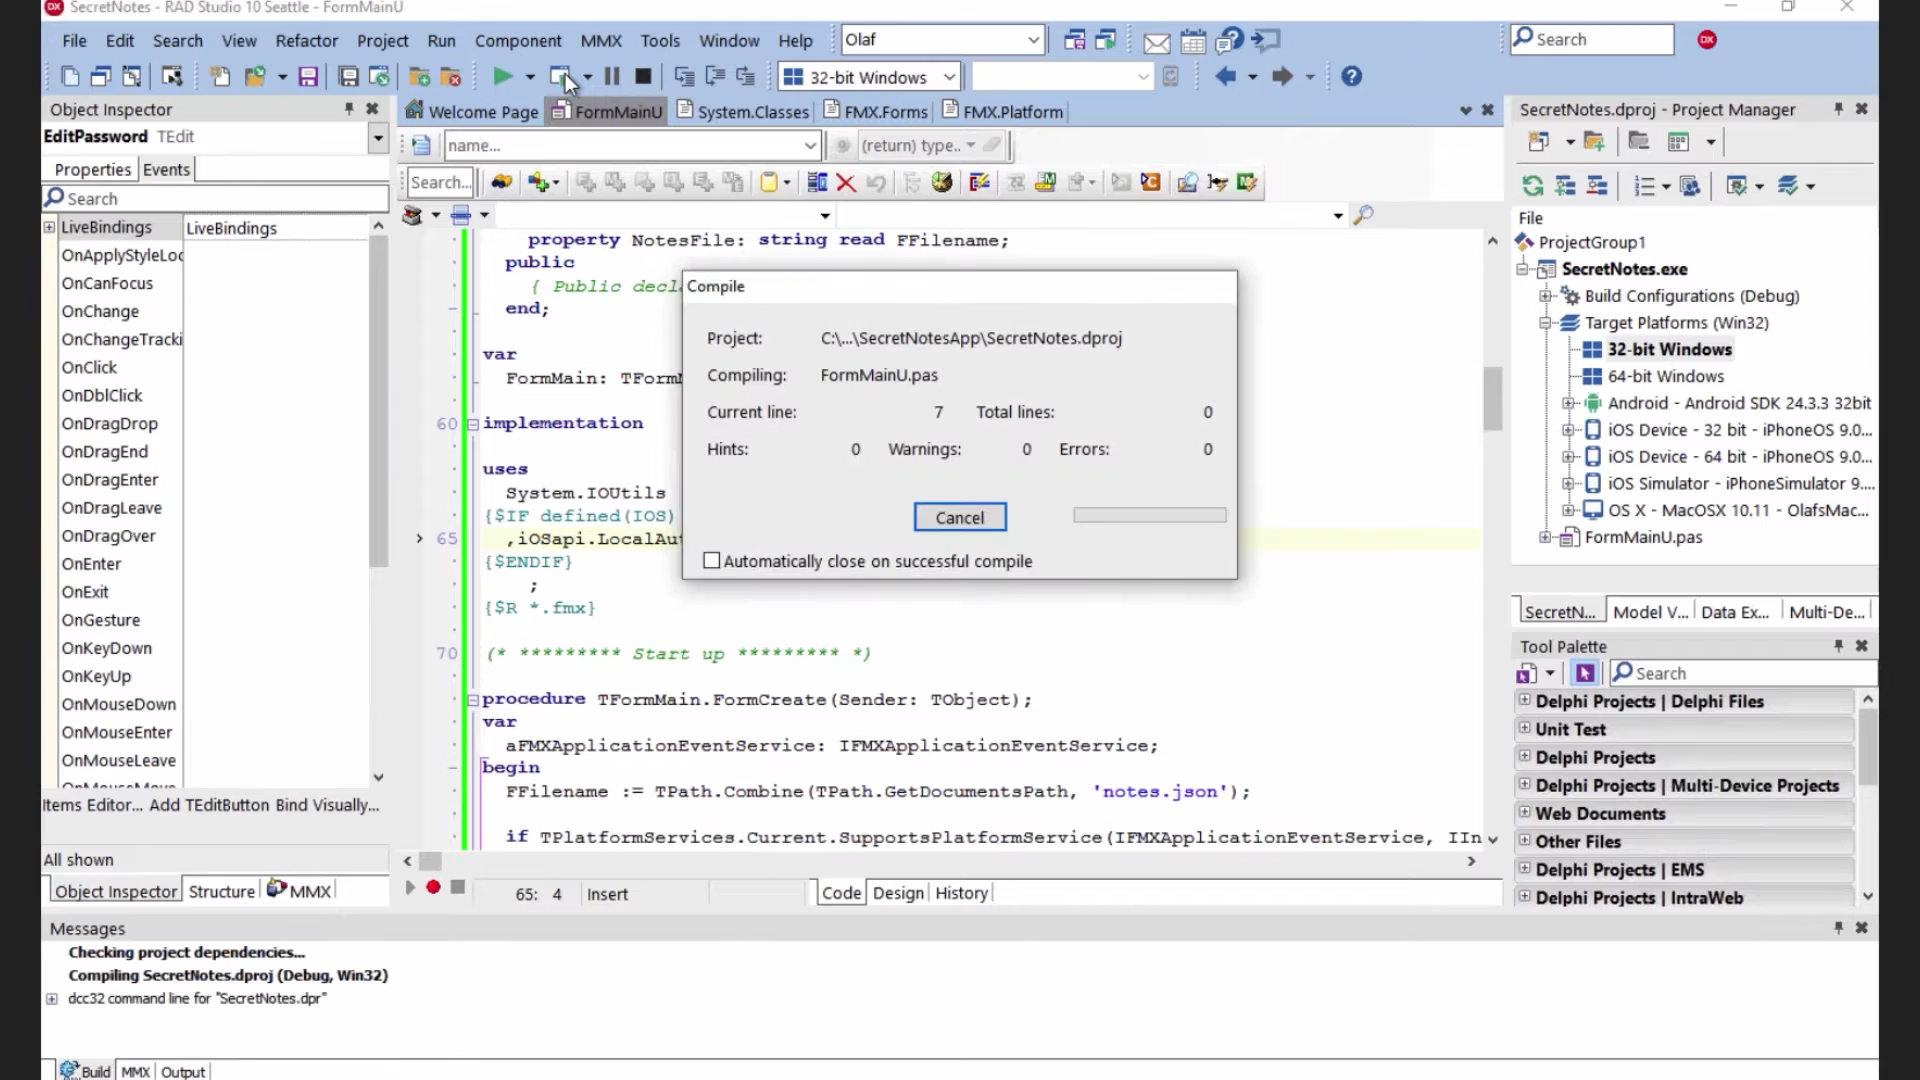 SecretNotes - RAD Studio 10 Seattle - FormMainU
File Edit Search View Refactor Project Run Component MMX Tools Window Help
Olaf
Search
32-bit Windows
Object Inspector
EditPassword TEdit
Properties Events
Search
LiveBindings LiveBindings
OnApplyStyleLoo
OnCanFocus
OnChange
OnChangeTracki
OnClick
OnDblClick
OnDragDrop
OnDragEnd
OnDragEnter
OnDragLeave
OnDragOver
OnEnter
OnExit
OnGesture
OnKeyDown
OnKeyUp
OnMouseDown
OnMouseEnter
OnMouseLeave
OnMouseMove
Items Editor... Add TEditButton Bind Visually...
All shown
Object Inspector Structure MMX
Welcome Page FormMainU System.Classes FMX.Forms FMX.Platform
name... (return) type..
Search...
property NotesFile: string read FFilename;
public
{ Public decl
end;
var
FormMain: TFormM
60 implementation
uses
System.IOUtils
{$IF defined(IOS)
65 ,iOSapi.LocalAut
{$ENDIF}
;
{$R *.fmx}
70 (* ********* Start up ********* *)
procedure TFormMain.FormCreate(Sender: TObject);
var
aFMXApplicationEventService: IFMXApplicationEventService;
begin
FFilename := TPath.Combine(TPath.GetDocumentsPath, 'notes.json');
if TPlatformServices.Current.SupportsPlatformService(IFMXApplicationEventService, IIn
65: 4 Insert
Code Design History
Compile
Project: C:\...\SecretNotesApp\SecretNotes.dproj
Compiling: FormMainU.pas
Current line: 7 Total lines: 0
Hints: 0 Warnings: 0 Errors: 0
Cancel
Automatically close on successful compile
SecretNotes.dproj - Project Manager
File
ProjectGroup1
SecretNotes.exe
Build Configurations (Debug)
Target Platforms (Win32)
32-bit Windows
64-bit Windows
Android - Android SDK 24.3.3 32bit
iOS Device - 32 bit - iPhoneOS 9.0...
iOS Device - 64 bit - iPhoneOS 9.0...
iOS Simulator - iPhoneSimulator 9....
OS X - MacOSX 10.11 - OlafsMac...
FormMainU.pas
SecretN... Model V... Data Ex... Multi-De...
Tool Palette
Search
Delphi Projects | Delphi Files
Unit Test
Delphi Projects
Delphi Projects | Multi-Device Projects
Web Documents
Other Files
Delphi Projects | EMS
Delphi Projects | IntraWeb
Messages
Checking project dependencies...
Compiling SecretNotes.dproj (Debug, Win32)
dcc32 command line for "SecretNotes.dpr"
Build MMX Output